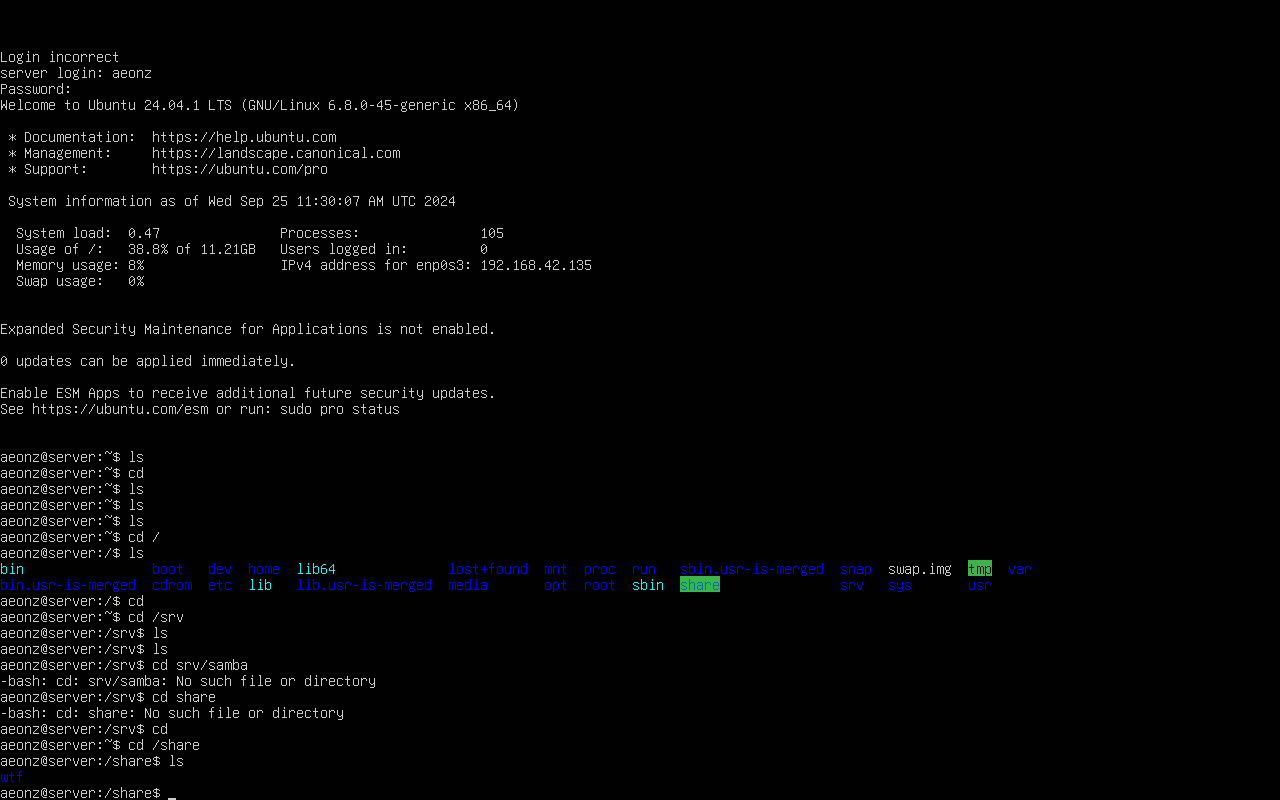 Login incorrect
server login: aeonz
Password:
Welcome to Ubuntu 24.04.1 LTS (GNU/Linux 6.8.0-45-generic x86_64)
* Documentation:  https://help.ubuntu.com
* Management:     https://landscape.canonical.com
* Support:        https://ubuntu.com/pro
System information as of Wed Sep 25 11:30:07 AM UTC 2024
System load:  0.47               Processes:               105
Usage of /:   38.8% of 11.21GB   Users logged in:         0
Memory usage: 8%                 IPv4 address for enp0s3: 192.168.42.135
Swap usage:   0%
Expanded Security Maintenance for Applications is not enabled.
0 updates can be applied immediately.
Enable ESM Apps to receive additional future security updates.
See https://ubuntu.com/esm or run: sudo pro status
aeonz@server:~$ ls
aeonz@server:~$ cd
aeonz@server:~$ ls
aeonz@server:~$ ls
aeonz@server:~$ ls
aeonz@server:~$ cd /
aeonz@server:/$ ls
bin                boot   dev  home  lib64              lost+found  mnt  proc  run   sbin.usr-is-merged  snap  swap.img  tmp  var
bin.usr-is-merged  cdrom  etc  lib   lib.usr-is-merged  media       opt  root  sbin  share               srv   sys       usr
aeonz@server:/$ cd
aeonz@server:~$ cd /srv
aeonz@server:/srv$ ls
aeonz@server:/srv$ ls
aeonz@server:/srv$ cd srv/samba
-bash: cd: srv/samba: No such file or directory
aeonz@server:/srv$ cd share
-bash: cd: share: No such file or directory
aeonz@server:/srv$ cd
aeonz@server:~$ cd /share
aeonz@server:/share$ ls
wtf
aeonz@server:/share$ _